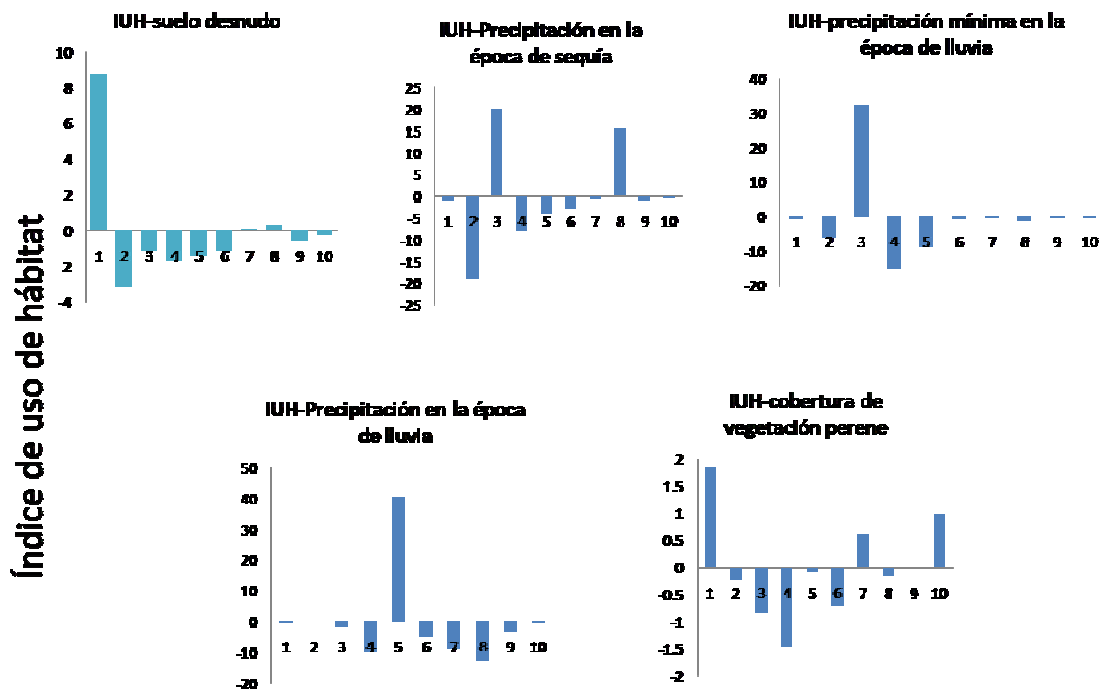 IUH-suelo desnudo
10
8
6
4
2
0
2
-4
1 2 3 4 5 6 7 8 9 10
IUH-Precipitación en la
época de sequía
25
20
15
10
5
0
-5
-10
-15
-20
-25
1 2 3 4 5 6 7 8 9 10
IUH-precipitación mínima en la
época de lluvia
40
30
20
10
0
-10
-20
1 2 3 4 5 6 7 8 9 10
Índice de uso de hábitat
IUH-Precipitación en la época
de lluvia
50
40
30
20
10
0
-10
-20
1 2 3 4 5 6 7 8 9 10
IUH-cobertura de
vegetación perene
2
1.5
1
0.5
0
-0.5
-1
-1.5
-2
1 2 3 4 5 6 7 8 9 10